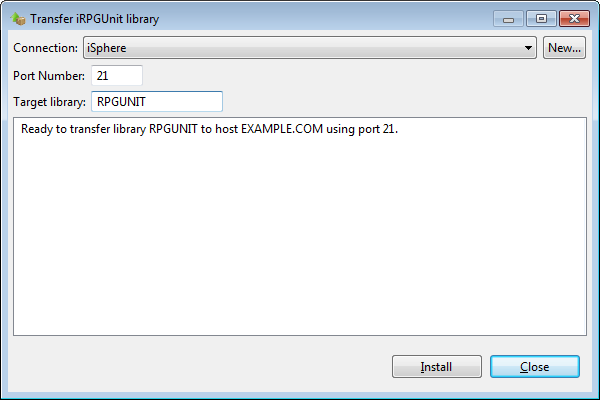 Transfer iRPGUnit library
Connection: iSphere New...
Port Number: 21
Target library: RPGUNIT
Ready to transfer library RPGUNIT to host EXAMPLE.COM using port 21.
Install Close